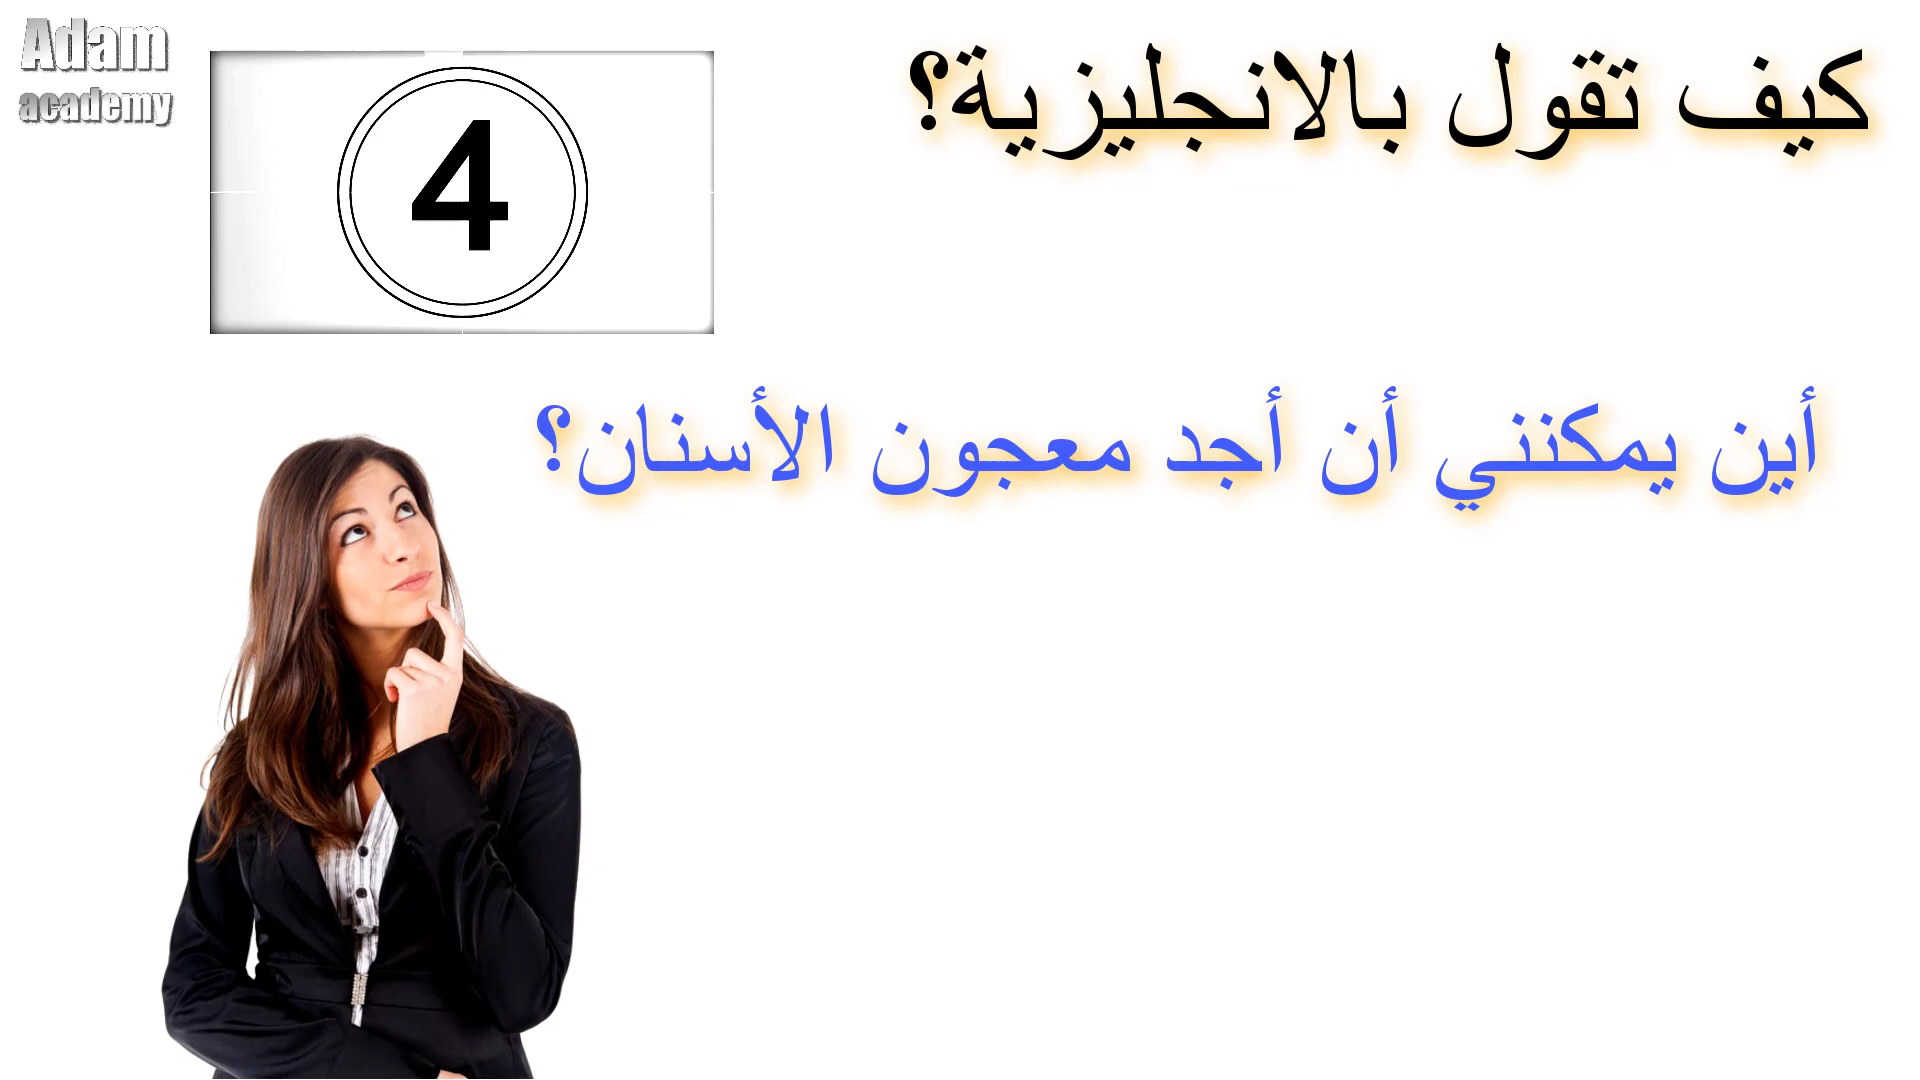 Adam
academy
4
كيف تقول بالانجليزية؟
أين يمكنني أن أجد معجون الأسنان؟